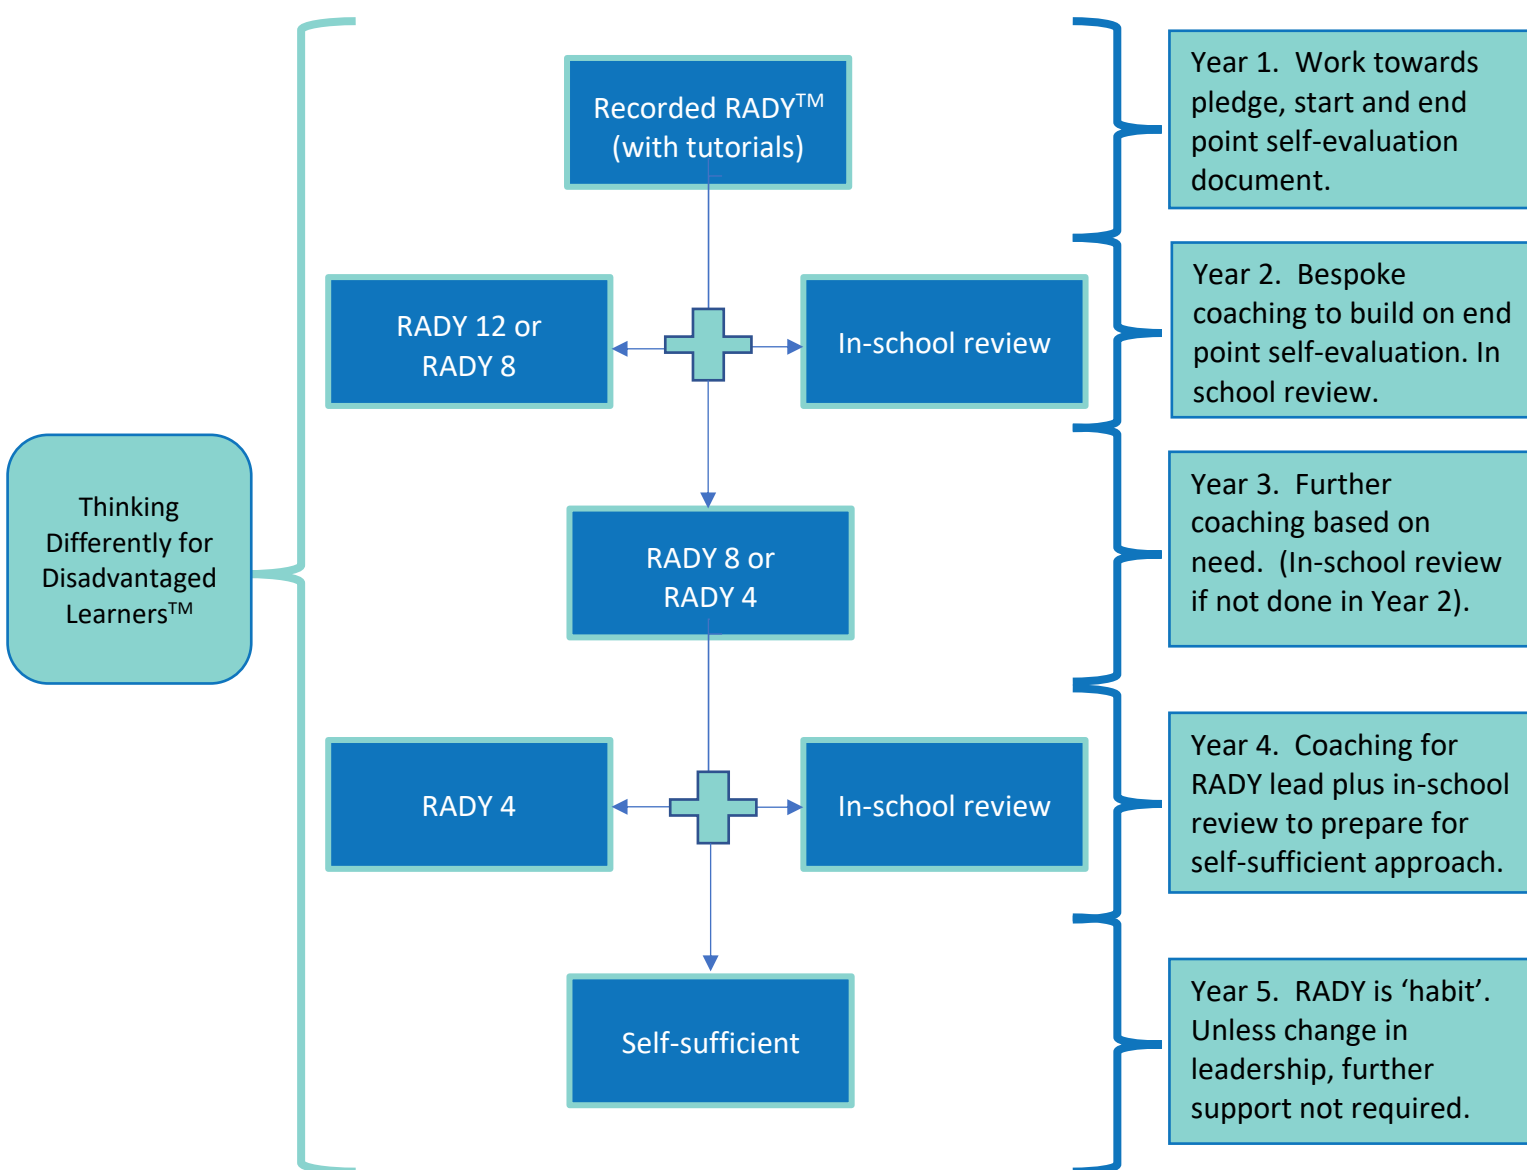 Thinking
Differently for
Disadvantaged
Learners™
Recorded RADY™
(with tutorials)
Year 1.  Work towards
pledge, start and end
point self-evaluation
document.
RADY 12 or
RADY 8
In-school review
Year 2.  Bespoke
coaching to build on end
point self-evaluation. In
school review.
RADY 8 or
RADY 4
Year 3.  Further
coaching based on
need.  (In-school review
if not done in Year 2).
RADY 4
In-school review
Year 4.  Coaching for
RADY lead plus in-school
review to prepare for
self-sufficient approach.
Self-sufficient
Year 5.  RADY is ‘habit’.
Unless change in
leadership, further
support not required.